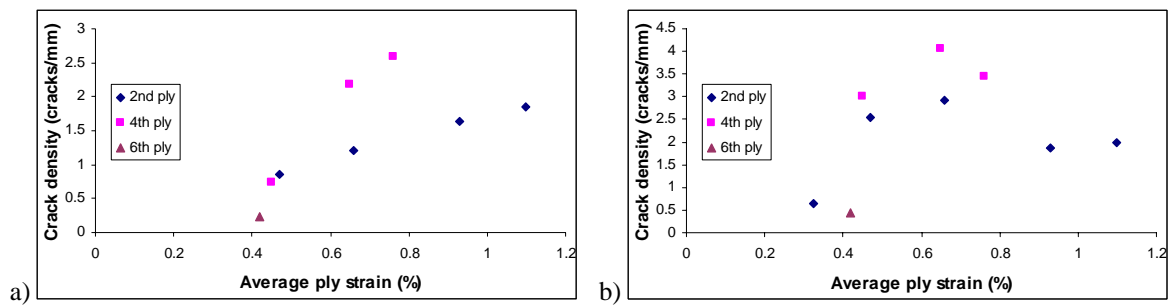 a)
Crack density (cracks/mm)
3
2.5
2
1.5
1
0.5
0
2nd ply
4th ply
6th ply
0 0.2 0.4 0.6 0.8 1 1.2
Average ply strain (%)
b)
Crack density (cracks/mm)
4.5
4
3.5
3
2.5
2
1.5
1
0.5
0
2nd ply
4th ply
6th ply
0 0.2 0.4 0.6 0.8 1 1.2
Average ply strain (%)